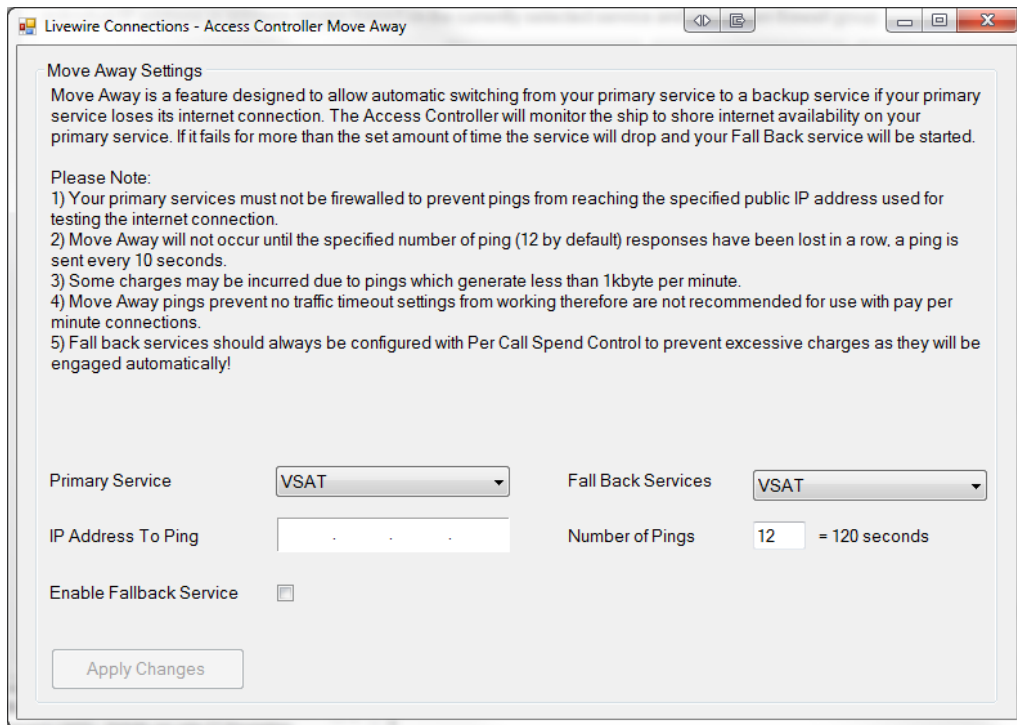 Livewire Connections - Access Controller Move Away
Move Away Settings
Move Away is a feature designed to allow automatic switching from your primary service to a backup service if your primary
service loses its internet connection. The Access Controller will monitor the ship to shore internet availability on your
primary service. If it fails for more than the set amount of time the service will drop and your Fall Back service will be started.
Please Note:
1) Your primary services must not be firewalled to prevent pings from reaching the specified public IP address used for
testing the internet connection.
2) Move Away will not occur until the specified number of ping (12 by default) responses have been lost in a row, a ping is
sent every 10 seconds.
3) Some charges may be incurred due to pings which generate less than 1kbyte per minute.
4) Move Away pings prevent no traffic timeout settings from working therefore are not recommended for use with pay per
minute connections.
5) Fall back services should always be configured with Per Call Spend Control to prevent excessive charges as they will be
engaged automatically!
Primary Service VSAT Fall Back Services VSAT
IP Address To Ping . . . Number of Pings 12 = 120 seconds
Enable Fallback Service
Apply Changes